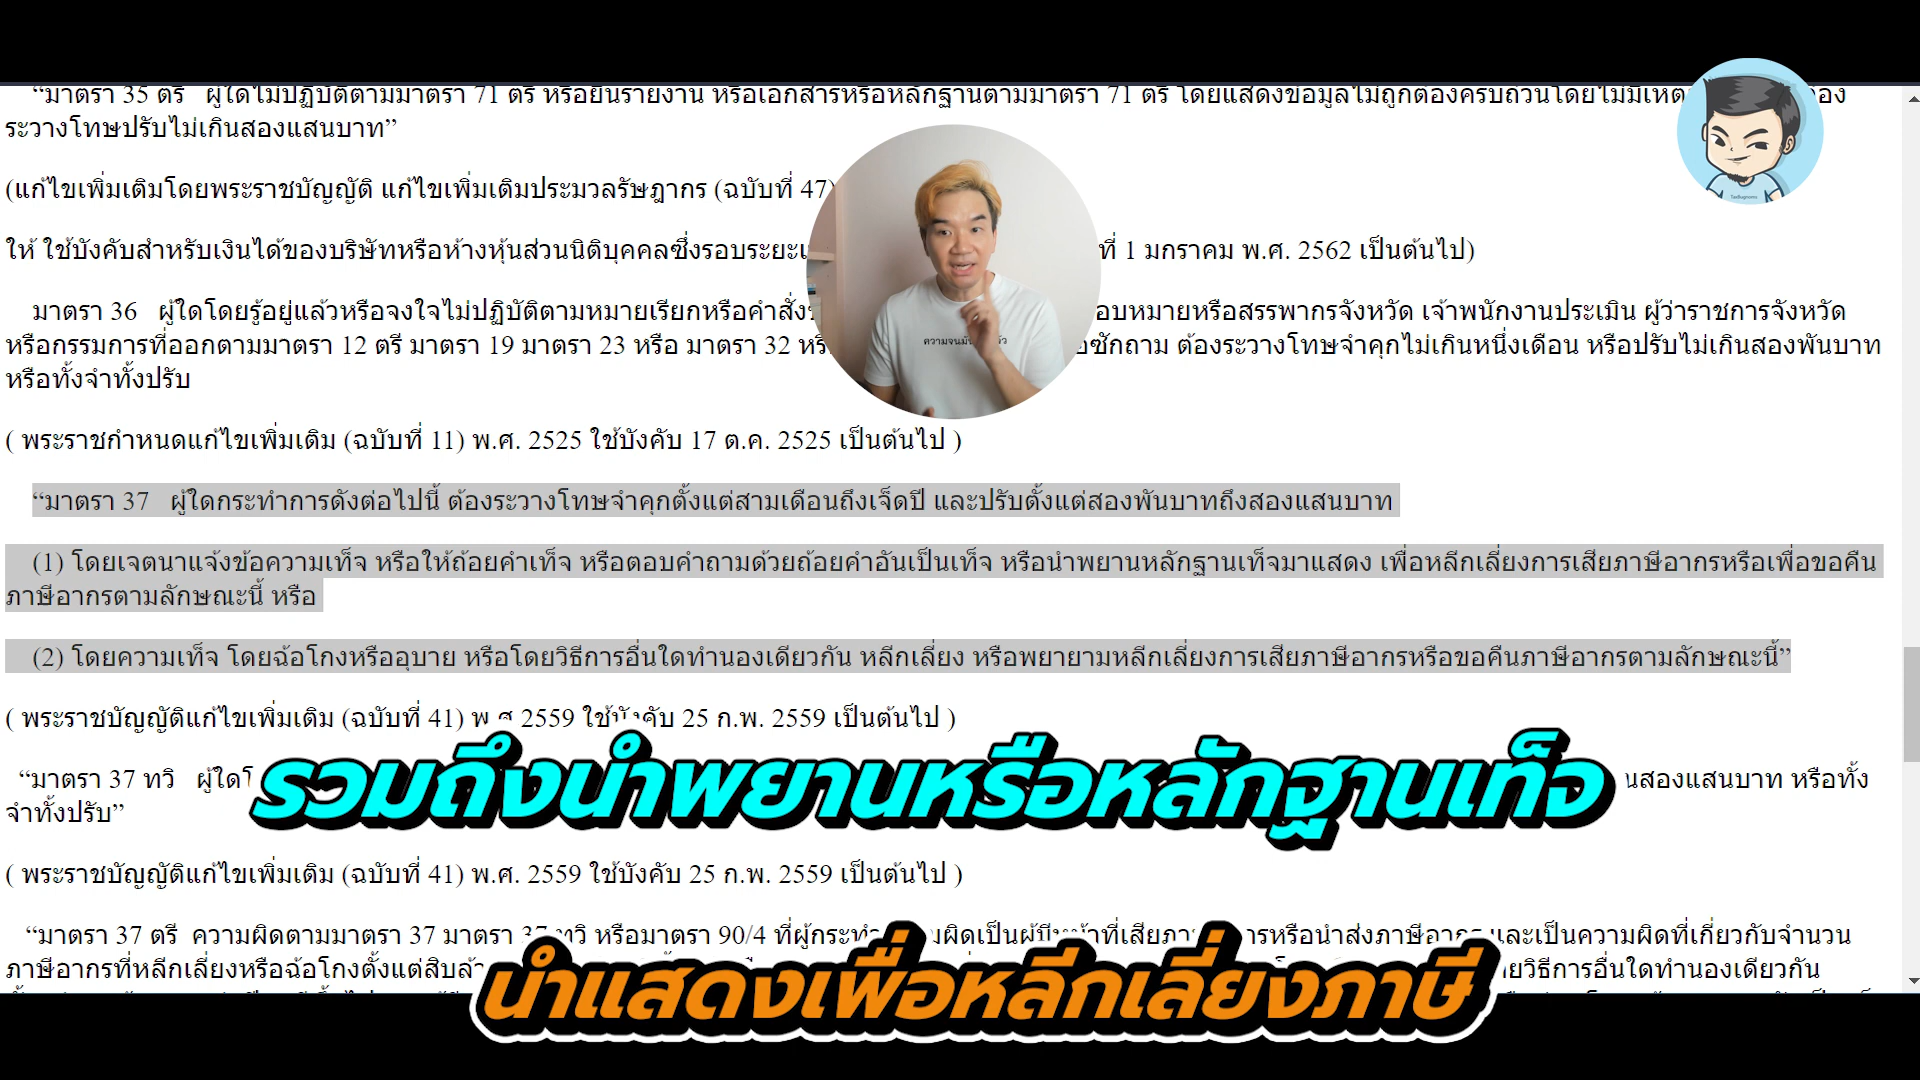 “มาตรา 35 ตรี ผู้ใดไม่ปฏิบัติตามมาตรา 71 ตรี หรือยื่นรายงาน หรือเอกสารหรือหลักฐานตามมาตรา 71 ตรี โดยแสดงข้อมูลไม่ถูกต้องครบถ้วนโดยไม่มีเหตุ
ระวางโทษปรับไม่เกินสองแสนบาท”
(แก้ไขเพิ่มเติมโดยพระราชบัญญัติ แก้ไขเพิ่มเติมประมวลรัษฎากร (ฉบับที่ 47)
ให้ ใช้บังคับสำหรับเงินได้ของบริษัทหรือห้างหุ้นส่วนนิติบุคคลซึ่งรอบระยะ ที่ 1 มกราคม พ.ศ. 2562 เป็นต้นไป)
มาตรา 36 ผู้ใดโดยรู้อยู่แล้วหรือจงใจไม่ปฏิบัติตามหมายเรียกหรือคำสั่ง อบหมายหรือสรรพากรจังหวัด เจ้าพนักงานประเมิน ผู้ว่าราชการจังหวัด
หรือกรรมการที่ออกตามมาตรา 12 ตรี มาตรา 19 มาตรา 23 หรือ มาตรา 32 ซักถาม ต้องระวางโทษจำคุกไม่เกินหนึ่งเดือน หรือปรับไม่เกินสองพันบาท
หรือทั้งจำทั้งปรับ
( พระราชกำหนดแก้ไขเพิ่มเติม (ฉบับที่ 11) พ.ศ. 2525 ใช้บังคับ 17 ต.ค. 2525 เป็นต้นไป )
“มาตรา 37 ผู้ใดกระทำการดังต่อไปนี้ ต้องระวางโทษจำคุกตั้งแต่สามเดือนถึงเจ็ดปี และปรับตั้งแต่สองพันบาทถึงสองแสนบาท
(1) โดยเจตนาแจ้งข้อความเท็จ หรือให้ถ้อยคำเท็จ หรือตอบคำถามด้วยถ้อยคำอันเป็นเท็จ หรือนำพยานหลักฐานเท็จมาแสดง เพื่อหลีกเลี่ยงการเสียภาษีอากรหรือเพื่อขอคืน
ภาษีอากรตามลักษณะนี้ หรือ
(2) โดยความเท็จ โดยฉ้อโกงหรืออุบาย หรือโดยวิธีการอื่นใดทำนองเดียวกัน หลีกเลี่ยง หรือพยายามหลีกเลี่ยงการเสียภาษีอากรหรือขอคืนภาษีอากรตามลักษณะนี้”
( พระราชบัญญัติแก้ไขเพิ่มเติม (ฉบับที่ 41) พ.ศ 2559 ใช้บังคับ 25 ก.พ. 2559 เป็นต้นไป )
รวมถึงนำพยานหรือหลักฐานเท็จ
“มาตรา 37 ทวิ ผู้ใด นสองแสนบาท หรือทั้ง
จำทั้งปรับ”
( พระราชบัญญัติแก้ไขเพิ่มเติม (ฉบับที่ 41) พ.ศ. 2559 ใช้บังคับ 25 ก.พ. 2559 เป็นต้นไป )
“มาตรา 37 ตรี ความผิดตามมาตรา 37 มาตรา 37 ทวิ หรือมาตรา 90/4 ที่ผู้กระทำ มผิดเป็นผู้มีหน้าที่เสียภา รหรือนำส่งภาษีอากร และเป็นความผิดที่เกี่ยวกับจำนวน
ภาษีอากรที่หลีกเลี่ยงหรือฉ้อโกงตั้งแต่สิบล้า ยวิธีการอื่นใดทำนองเดียวกัน
นำแสดงเพื่อหลีกเลี่ยงภาษี